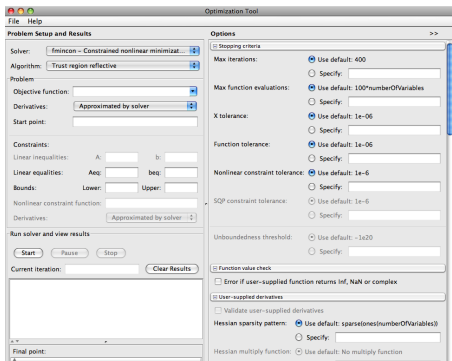 Optimization Tool
File Help
Problem Setup and Results
Solver: fmincon - Constrained nonlinear minimizat...
Algorithm: Trust region reflective
Problem
Objective function:
Derivatives: Approximated by solver
Start point:
Constraints:
Linear inequalities: A: b:
Linear equalities: Aeq: beq:
Bounds: Lower: Upper:
Nonlinear constraint function:
Derivatives: Approximated by solver
Run solver and view results
Start Pause Stop
Current iteration: Clear Results
Final point:
Options >>
Stopping criteria
Max iterations: Use default: 400
Specify:
Max function evaluations: Use default: 100*numberOfVariables
Specify:
X tolerance: Use default: 1e-06
Specify:
Function tolerance: Use default: 1e-06
Specify:
Nonlinear constraint tolerance: Use default: 1e-6
Specify:
SQP constraint tolerance: Use default: 1e-6
Specify:
Unboundedness threshold: Use default: -1e20
Specify:
Function value check
Error if user-supplied function returns Inf, NaN or complex
User-supplied derivatives
Validate user-supplied derivatives
Hessian sparsity pattern: Use default: sparse(ones(numberOfVariables))
Specify:
Hessian multiply function: Use default: No multiply function